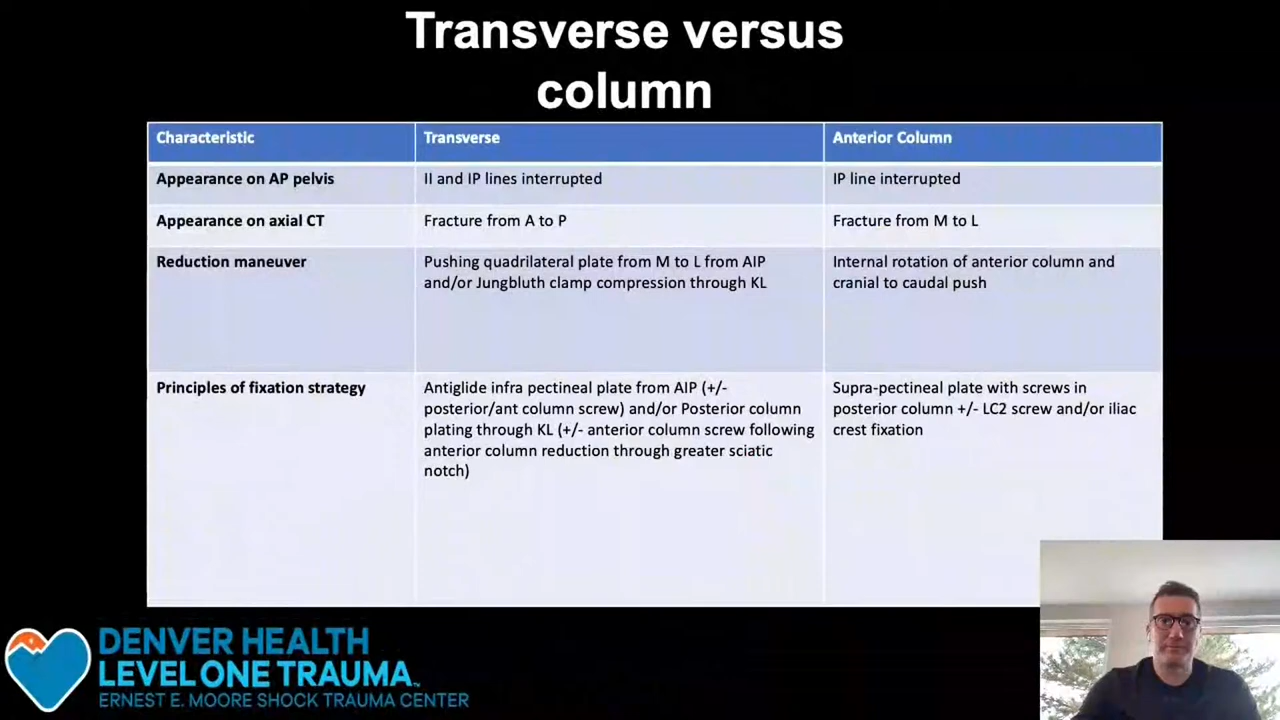 Transverse versus
column
Characteristic
Transverse
Anterior Column
Appearance on AP pelvis
II and IP lines interrupted
IP line interrupted
Appearance on axial CT
Fracture from A to P
Fracture from M to L
Reduction maneuver
Pushing quadrilateral plate from M to L from AIP
and/or Jungbluth clamp compression through KL
Internal rotation of anterior column and
cranial to caudal push
Principles of fixation strategy
Antiglide infra pectineal plate from AIP (+/-
posterior/ant column screw) and/or Posterior column
plating through KL (+/- anterior column screw following
anterior column reduction through greater sciatic
notch)
Supra-pectineal plate with screws in
posterior column +/- LC2 screw and/or iliac
crest fixation
DENVER HEALTH
LEVEL ONE TRAUMA™
ERNEST E. MOORE SHOCK TRAUMA CENTER